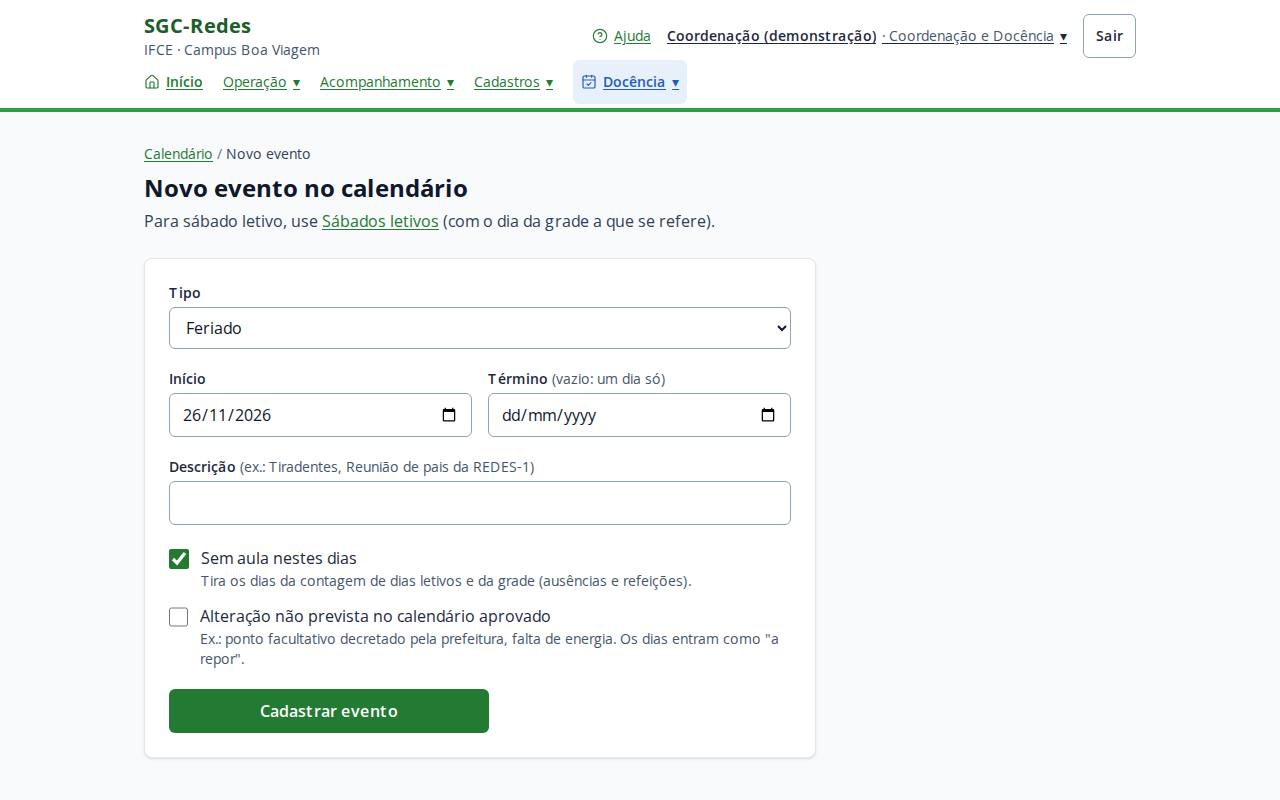 SGC-Redes
IFCE · Campus Boa Viagem
Ajuda
Coordenação (demonstração) · Coordenação e Docência ▾
Sair
Início
Operação ▾
Acompanhamento ▾
Cadastros ▾
Docência ▾
Calendário / Novo evento
Novo evento no calendário
Para sábado letivo, use Sábados letivos (com o dia da grade a que se refere).
Tipo
Feriado
Início
Término (vazio: um dia só)
26/11/2026
dd/mm/yyyy
Descrição (ex.: Tiradentes, Reunião de pais da REDES-1)
Sem aula nestes dias
Tira os dias da contagem de dias letivos e da grade (ausências e refeições).
Alteração não prevista no calendário aprovado
Ex.: ponto facultativo decretado pela prefeitura, falta de energia. Os dias entram como "a
repor".
Cadastrar evento